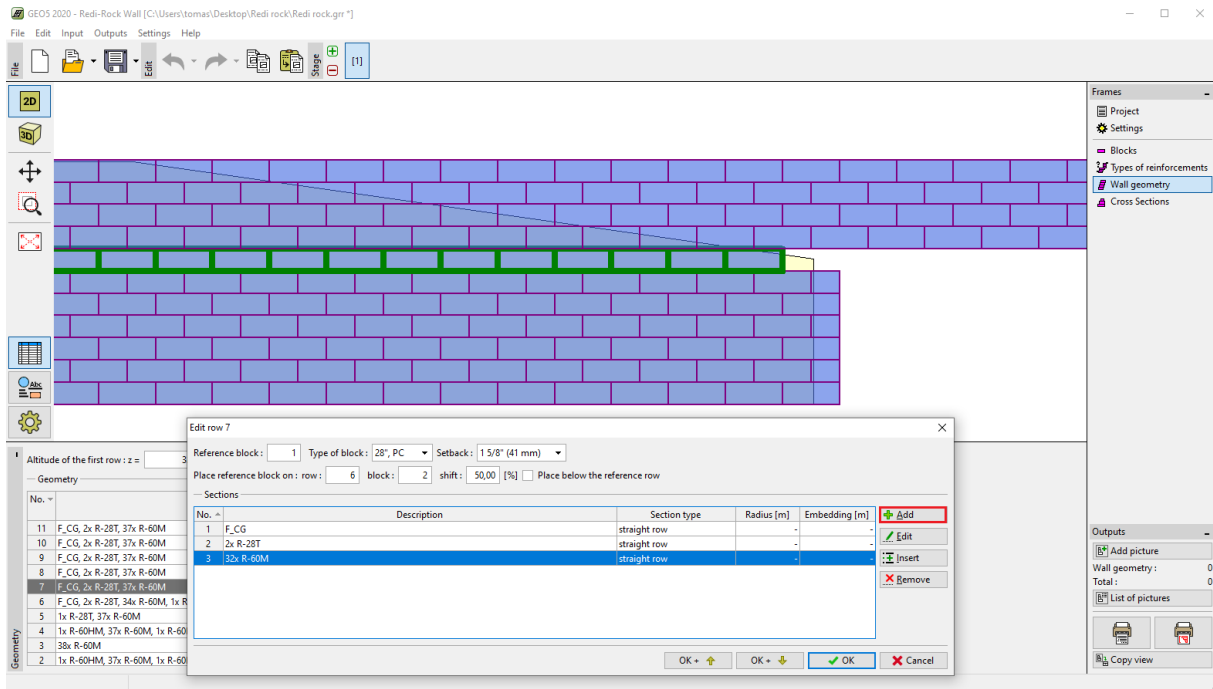 GEO5 2020 - Redi-Rock Wall [C:\Users\tomas\Desktop\Redi rock\Redi rock.grr *]
File Edit Input Outputs Settings Help
File
Edit
Stage
[1]
2D
3D
Abc
Frames
Project
Settings
Blocks
Types of reinforcements
Wall geometry
Cross Sections
Altitude of the first row : z = 3
Geometry
No.
11 F_CG, 2x R-28T, 37x R-60M
10 F_CG, 2x R-28T, 37x R-60M
9 F_CG, 2x R-28T, 37x R-60M
8 F_CG, 2x R-28T, 37x R-60M
7 F_CG, 2x R-28T, 37x R-60M
6 F_CG, 2x R-28T, 34x R-60M, 1x R
5 1x R-28T, 37x R-60M
4 1x R-60HM, 37x R-60M, 1x R-60
3 38x R-60M
2 1x R-60HM, 37x R-60M, 1x R-60
Geometry
Edit row 7
Reference block : 1 Type of block : 28", PC Setback : 1 5/8" (41 mm)
Place reference block on : row : 6 block : 2 shift : 50,00 [%] Place below the reference row
Sections
No. Description Section type Radius [m] Embedding [m]
1 F_CG straight row - -
2 2x R-28T straight row - -
3 32x R-60M straight row - -
Add
Edit
Insert
Remove
OK + OK + OK Cancel
Outputs
Add picture
Wall geometry : 0
Total : 0
List of pictures
Copy view